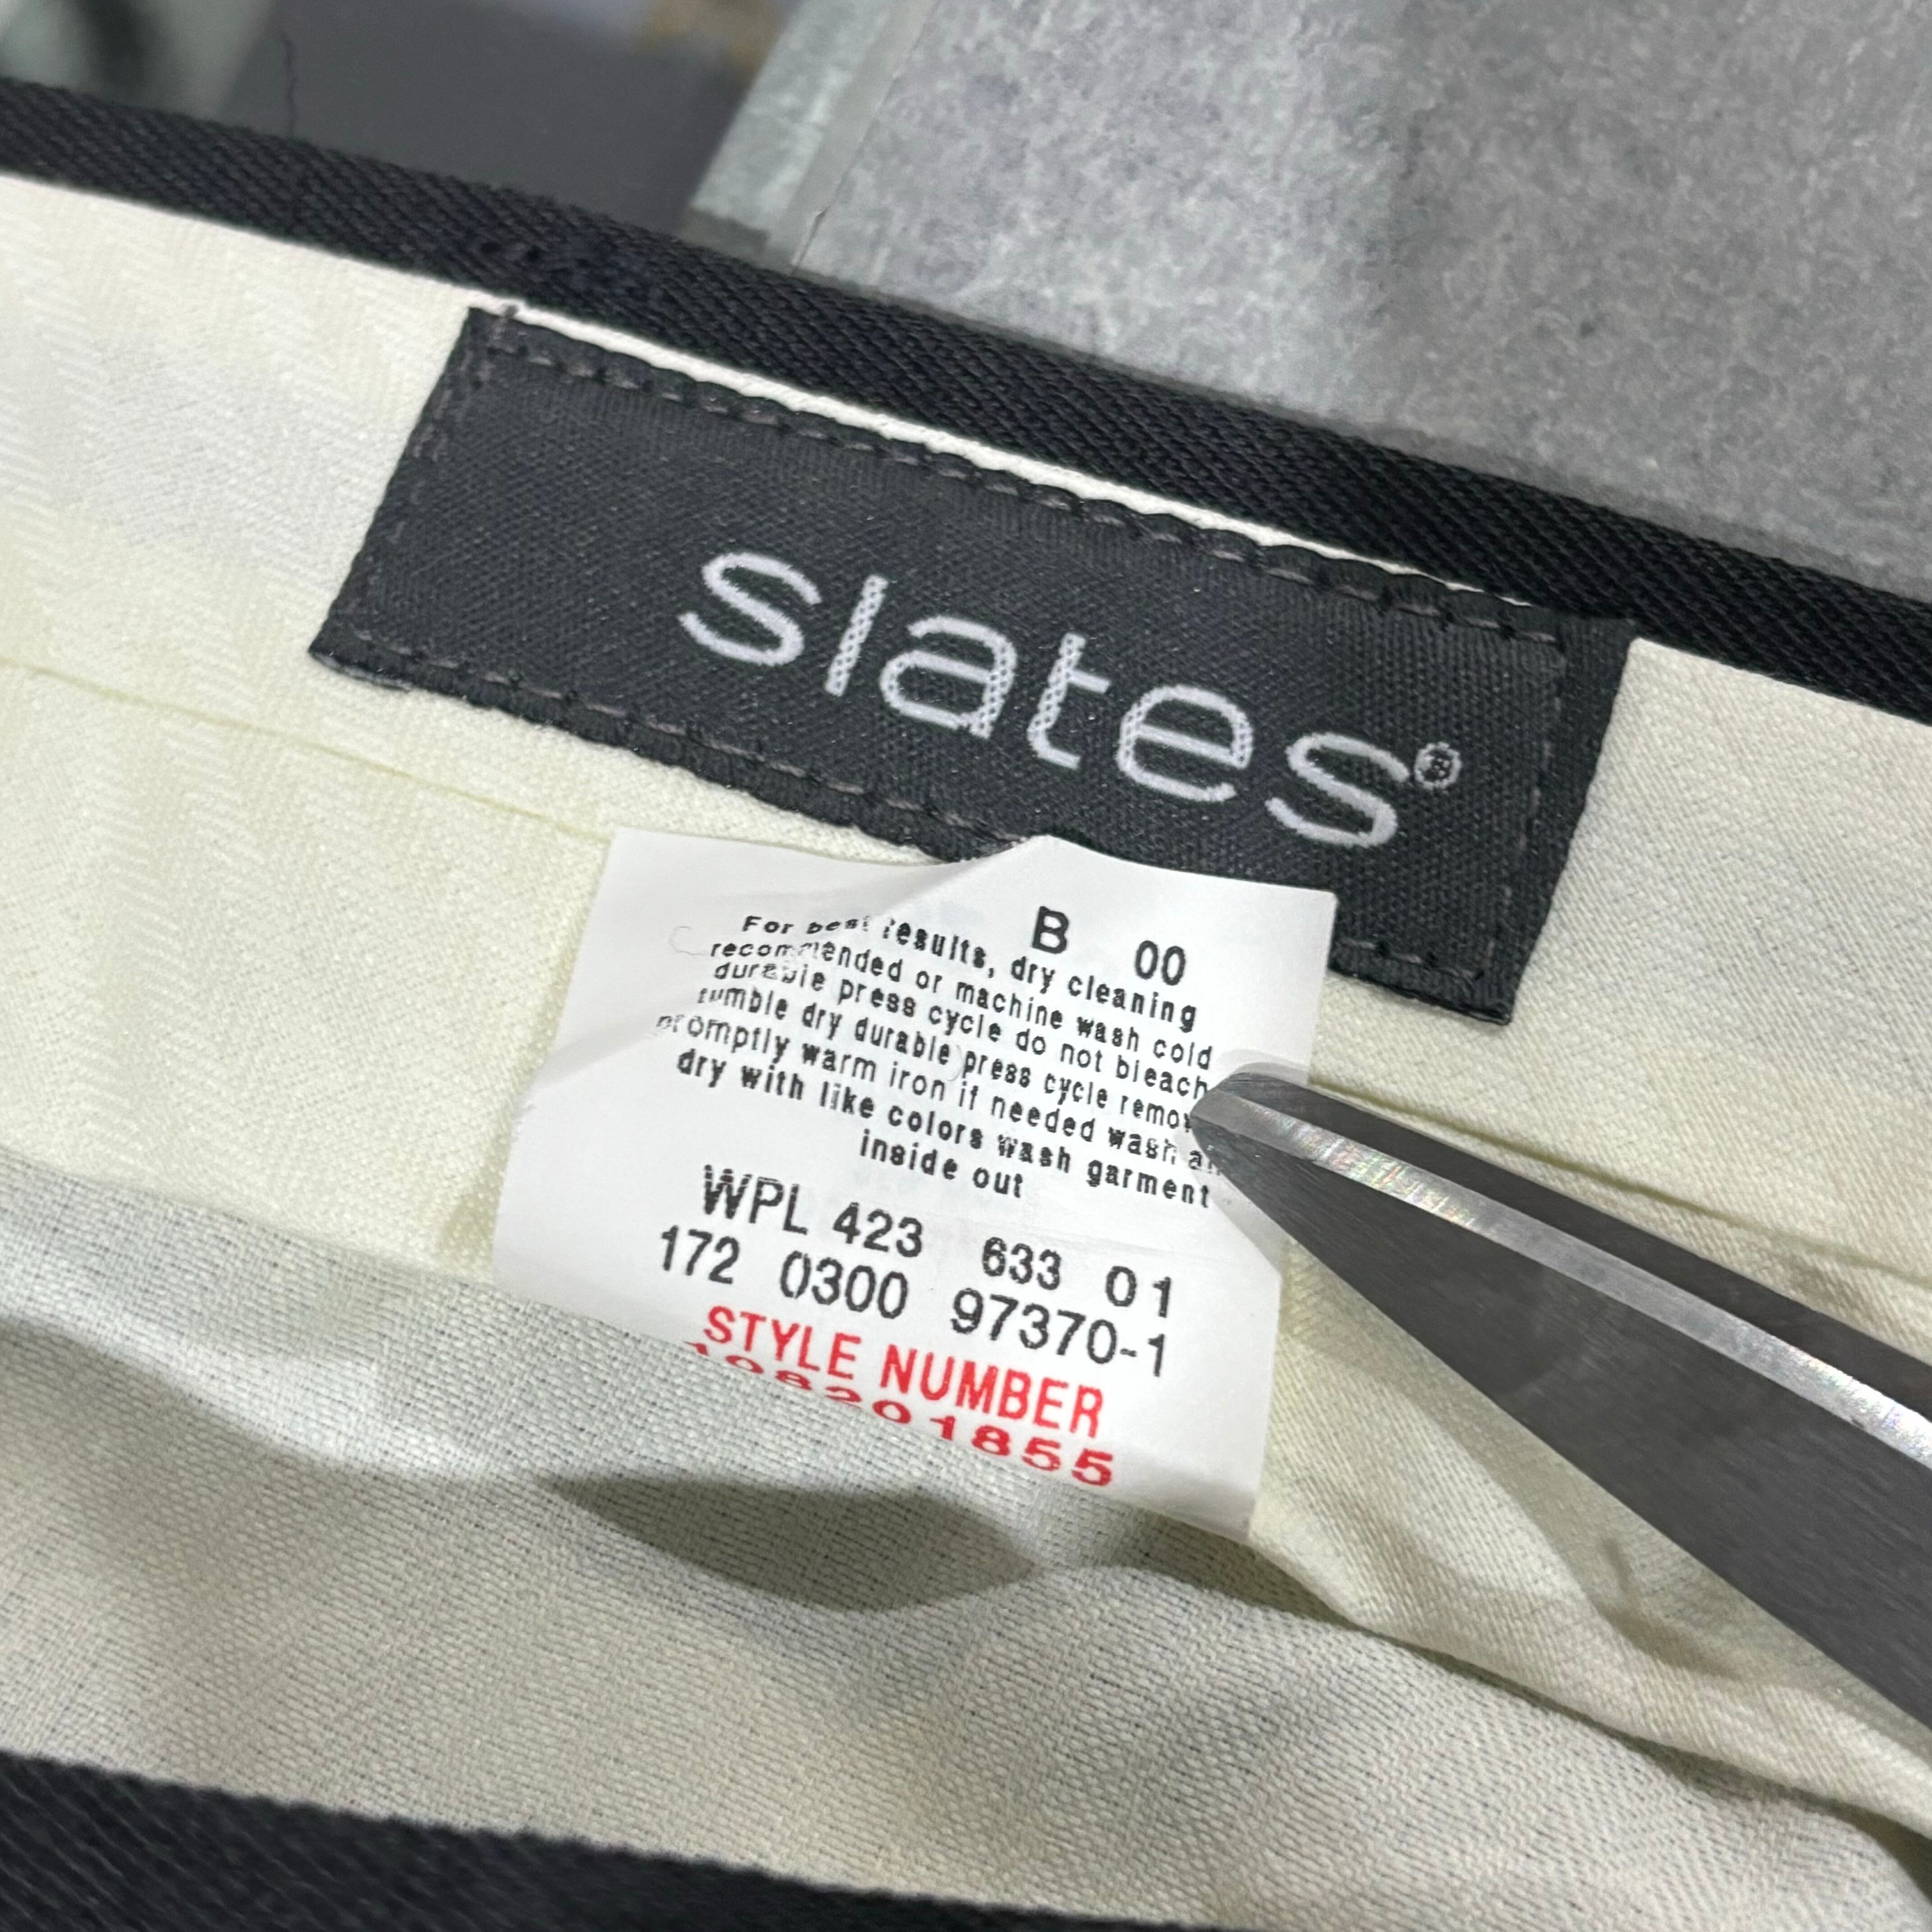 slates®
B 00
For best results, dry cleaning
recommended or machine wash cold
durable press cycle do not bleach
tumble dry durable press cycle
promptly warm iron if needed wash
dry with like colors wash garment
inside out
WPL 423 633 01
172 0300 97370-1
STYLE NUMBER
198201855